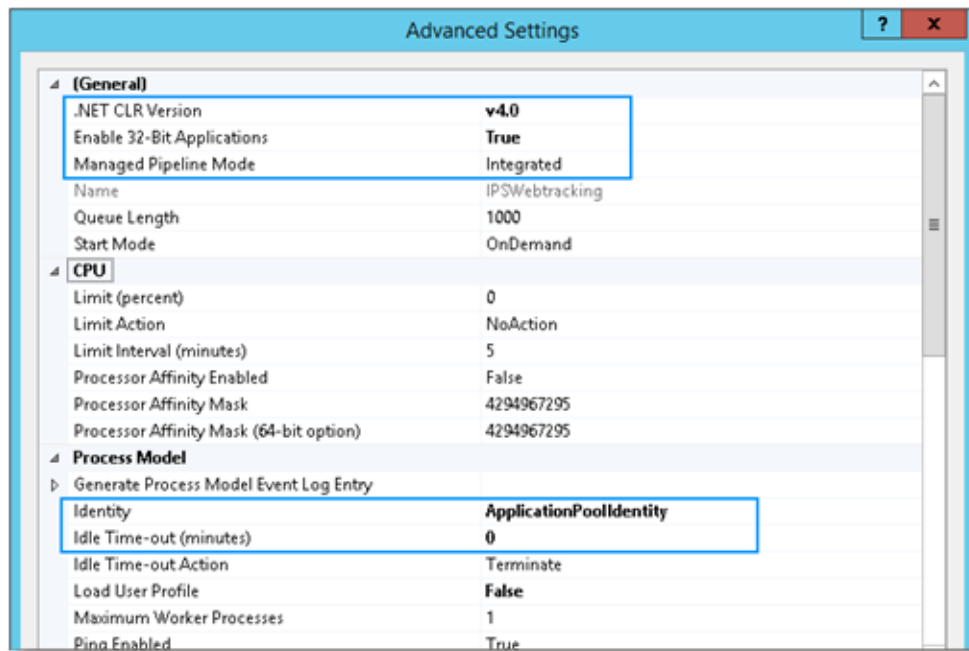 Advanced Settings ? x
(General)
.NET CLR Version v4.0
Enable 32-Bit Applications True
Managed Pipeline Mode Integrated
Name IPSWebtracking
Queue Length 1000
Start Mode OnDemand
CPU
Limit (percent) 0
Limit Action NoAction
Limit Interval (minutes) 5
Processor Affinity Enabled False
Processor Affinity Mask 4294967295
Processor Affinity Mask (64-bit option) 4294967295
Process Model
Generate Process Model Event Log Entry
Identity ApplicationPoolIdentity
Idle Time-out (minutes) 0
Idle Time-out Action Terminate
Load User Profile False
Maximum Worker Processes 1
Ping Enabled True